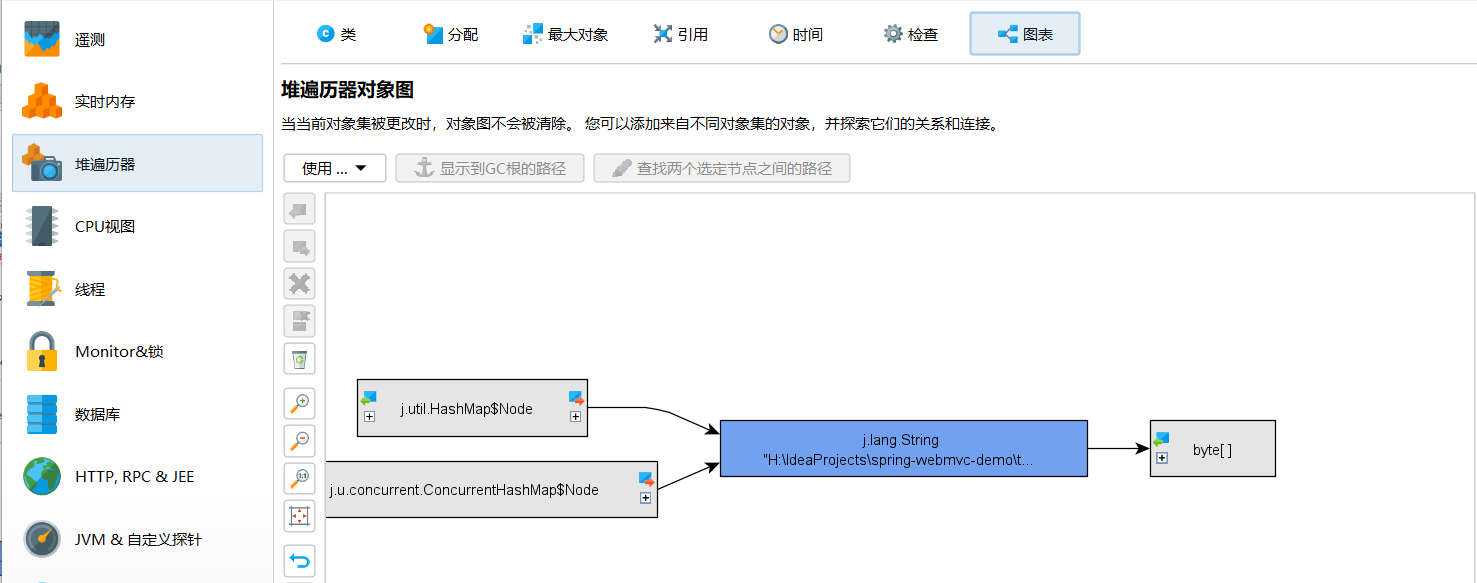 遥测
实时内存
堆遍历器
CPU视图
线程
Monitor&锁
数据库
HTTP, RPC & JEE
JVM & 自定义探针
类
分配
最大对象
引用
时间
检查
图表
堆遍历器对象图
当当前对象集被更改时，对象图不会被清除。 您可以添加来自不同对象集的对象，并探索它们的关系和连接。
使用 ...
显示到GC根的路径
查找两个选定节点之间的路径
j.util.HashMap$Node
j.u.concurrent.ConcurrentHashMap$Node
j.lang.String
"H:\IdeaProjects\spring-webmvc-demo\t...
byte[ ]